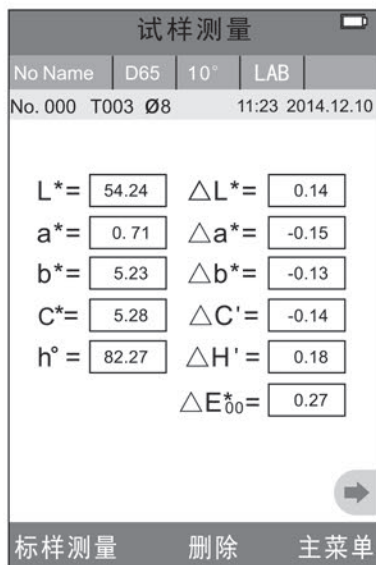 试样测量
No Name D65 10° LAB
No. 000 T003 Ø8 11:23 2014.12.10
L*= 54.24 △L*= 0.14
a*= 0.71 △a*= -0.15
b*= 5.23 △b*= -0.13
C*= 5.28 △C'= -0.14
h°= 82.27 △H'= 0.18
△E*00= 0.27
标样测量 删除 主菜单